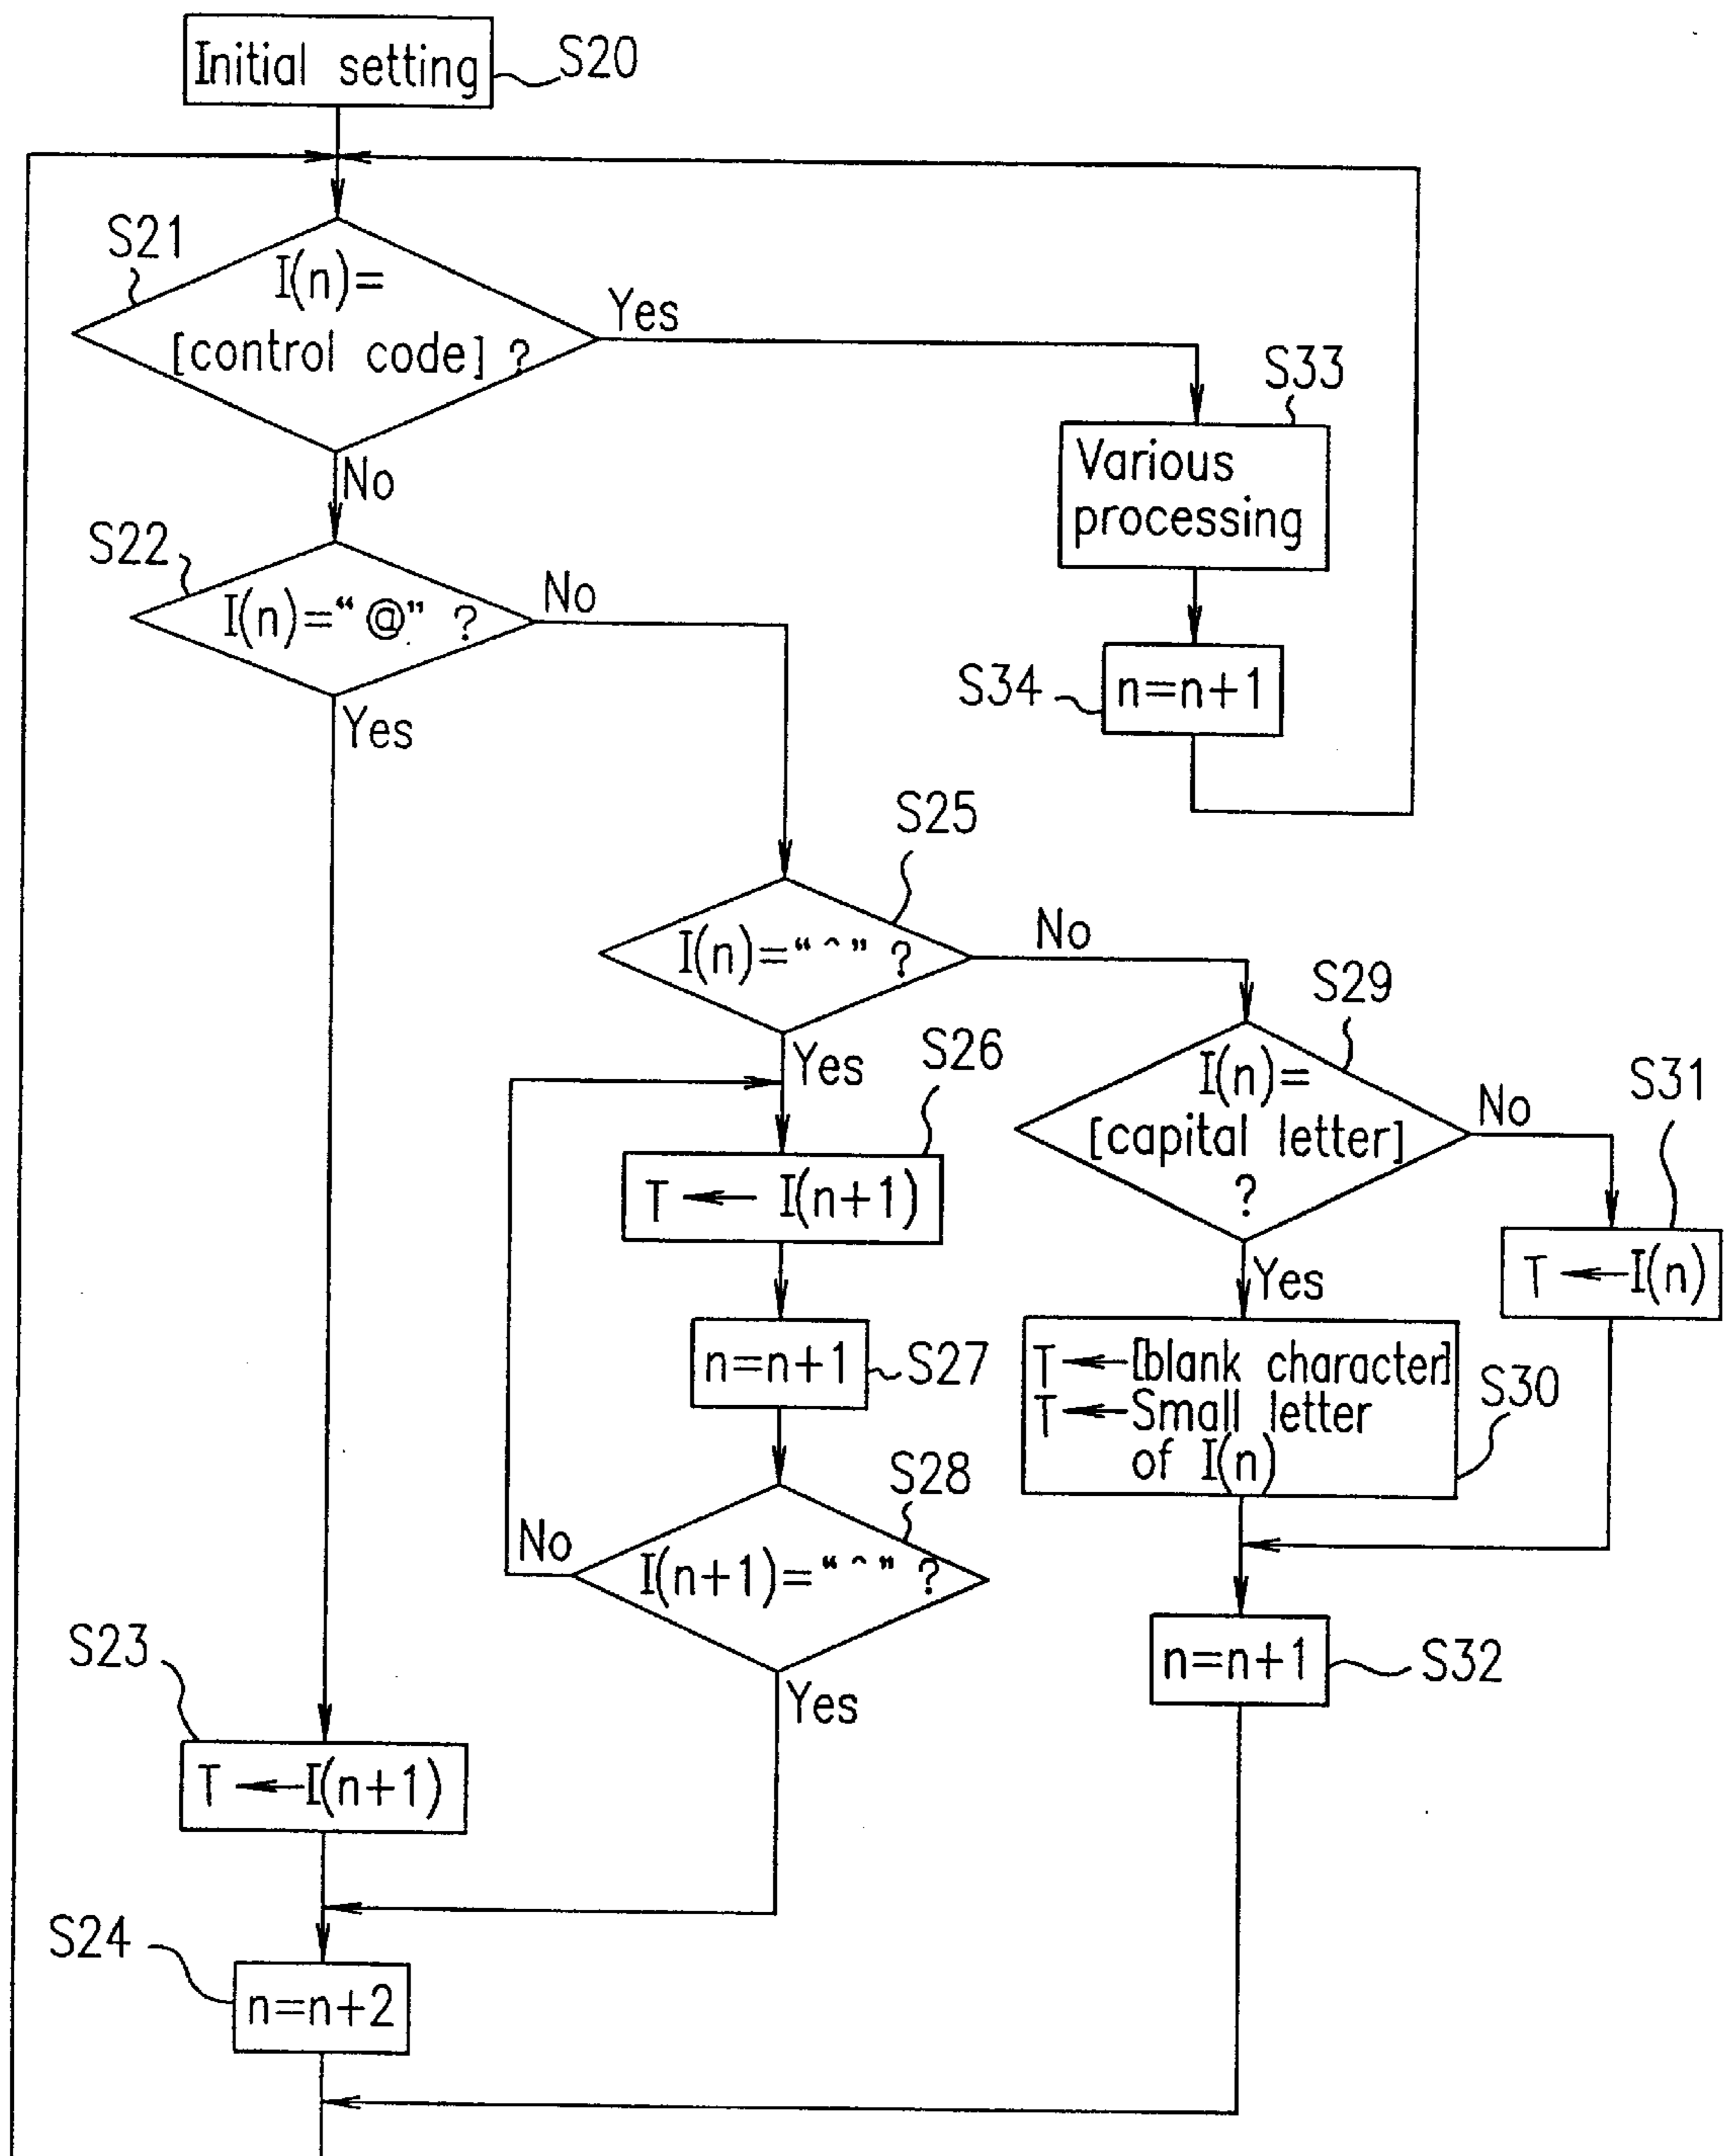 Initial setting
S20
S21
I(n)=
[control code] ?
Yes
No
S33
Various
processing
S22
I(n)=“@” ?
No
Yes
S34
n=n+1
S25
I(n)=“^” ?
No
Yes
S29
I(n)=
[capital letter]
?
No
Yes
S26
T ← I(n+1)
S31
T ← I(n)
n=n+1
S27
T ← [blank character]
T ← Small letter
of I(n)
S30
S28
I(n+1)=“^” ?
No
Yes
n=n+1
S32
S23
T ← I(n+1)
S24
n=n+2